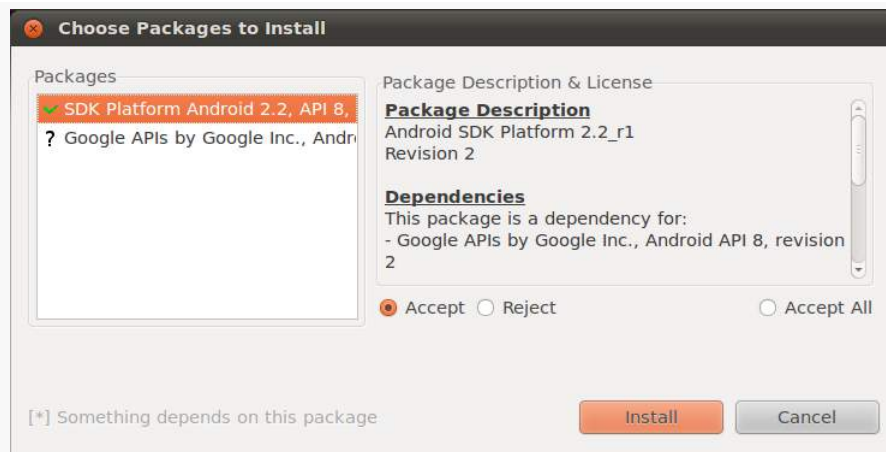 Choose Packages to Install
Packages
SDK Platform Android 2.2, API 8,
? Google APIs by Google Inc., Andr
Package Description & License
Package Description
Android SDK Platform 2.2_r1
Revision 2
Dependencies
This package is a dependency for:
- Google APIs by Google Inc., Android API 8, revision
2
Accept
Reject
Accept All
[*] Something depends on this package
Install
Cancel